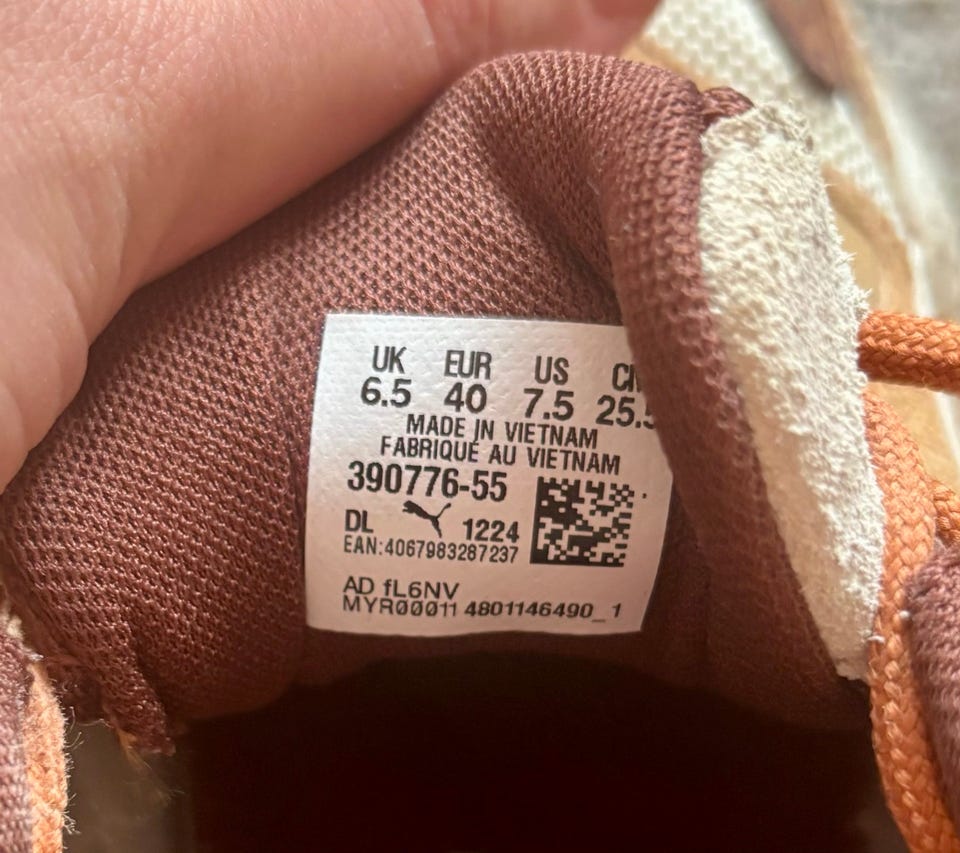 UK EUR US CM
6.5 40 7.5 25.5
MADE IN VIETNAM
FABRIQUÉ AU VIETNAM
390776-55
DL 1224
EAN:4067983287237
AD fL6NV
MYR00011 4801146490_1